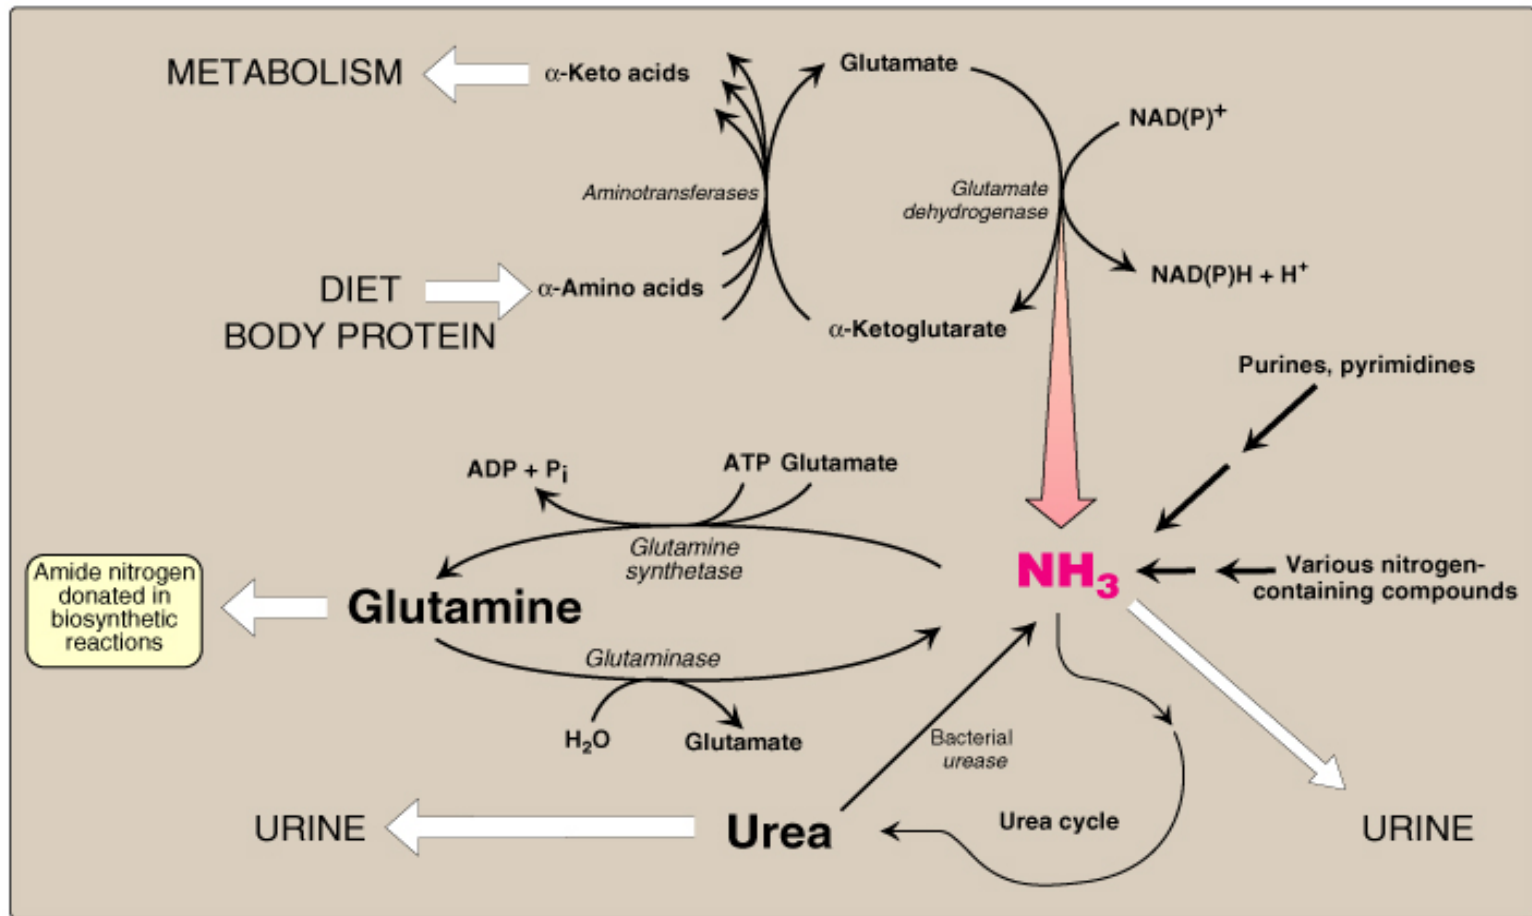 METABOLISM
α-Keto acids
Glutamate
NAD(P)+
Aminotransferases
Glutamate
dehydrogenase
DIET
BODY PROTEIN
α-Amino acids
NAD(P)H + H+
α-Ketoglutarate
Purines, pyrimidines
ADP + Pi
ATP Glutamate
Glutamine
synthetase
NH3
Various nitrogen-
containing compounds
Amide nitrogen
donated in
biosynthetic
reactions
Glutamine
Glutaminase
H2O
Glutamate
Bacterial
urease
URINE
Urea
Urea cycle
URINE